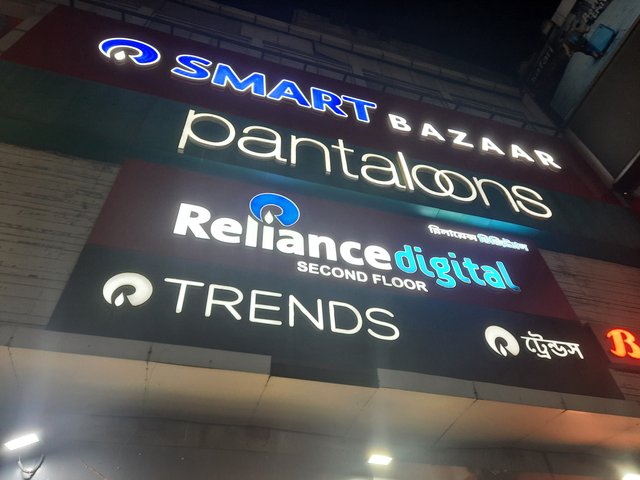 SMART BAZAAR
pantaloons
রিলায়েন্স ডিজিটাল
Reliance digital
SECOND FLOOR
TRENDS
ট্রেন্ডস
B